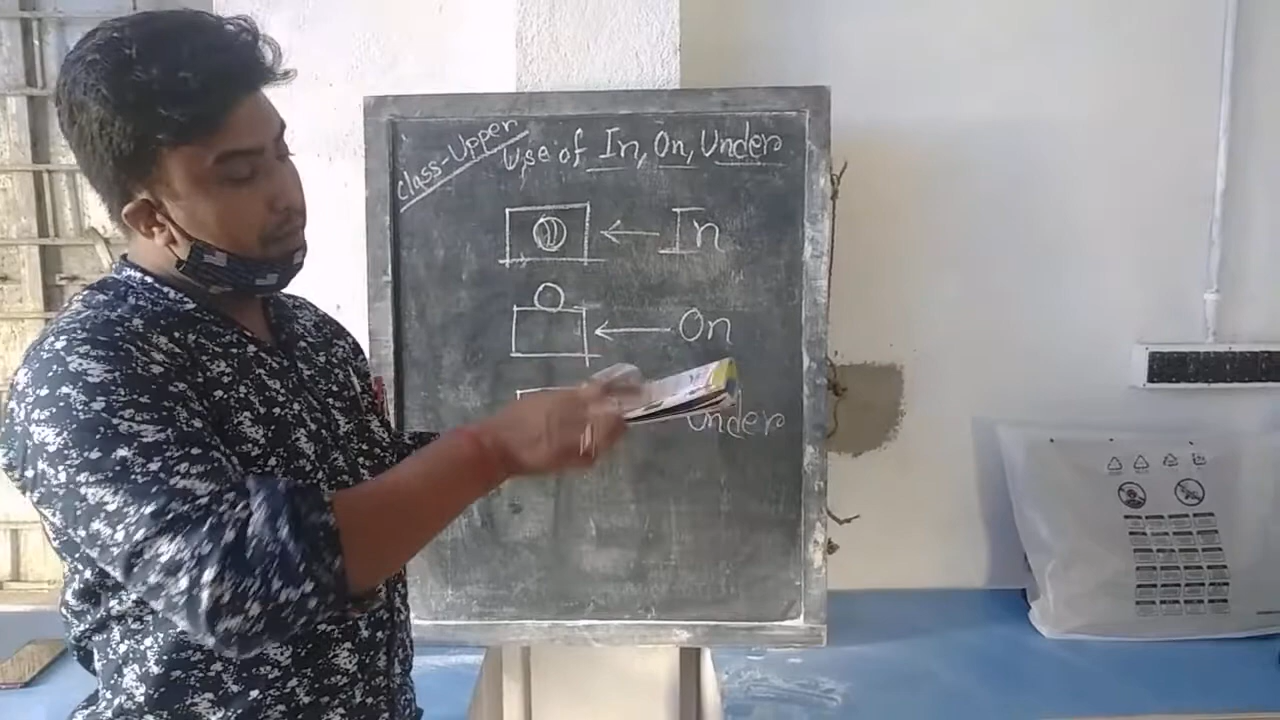 Class-Upper
Use of In, On, Under
In
On
Under